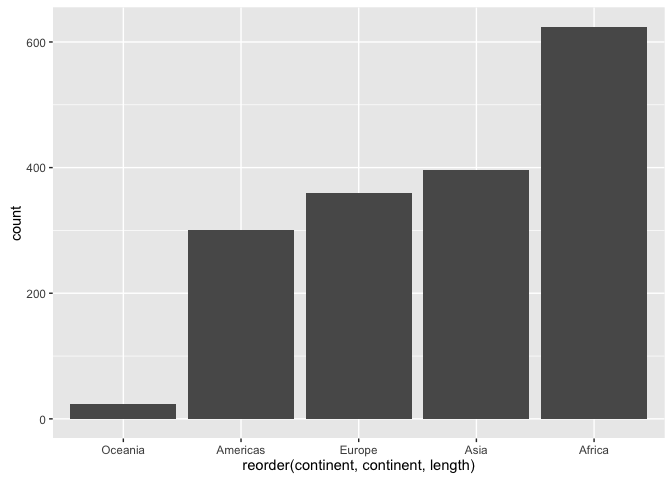 600
400
200
0
count
Oceania Americas Europe Asia Africa
reorder(continent, continent, length)